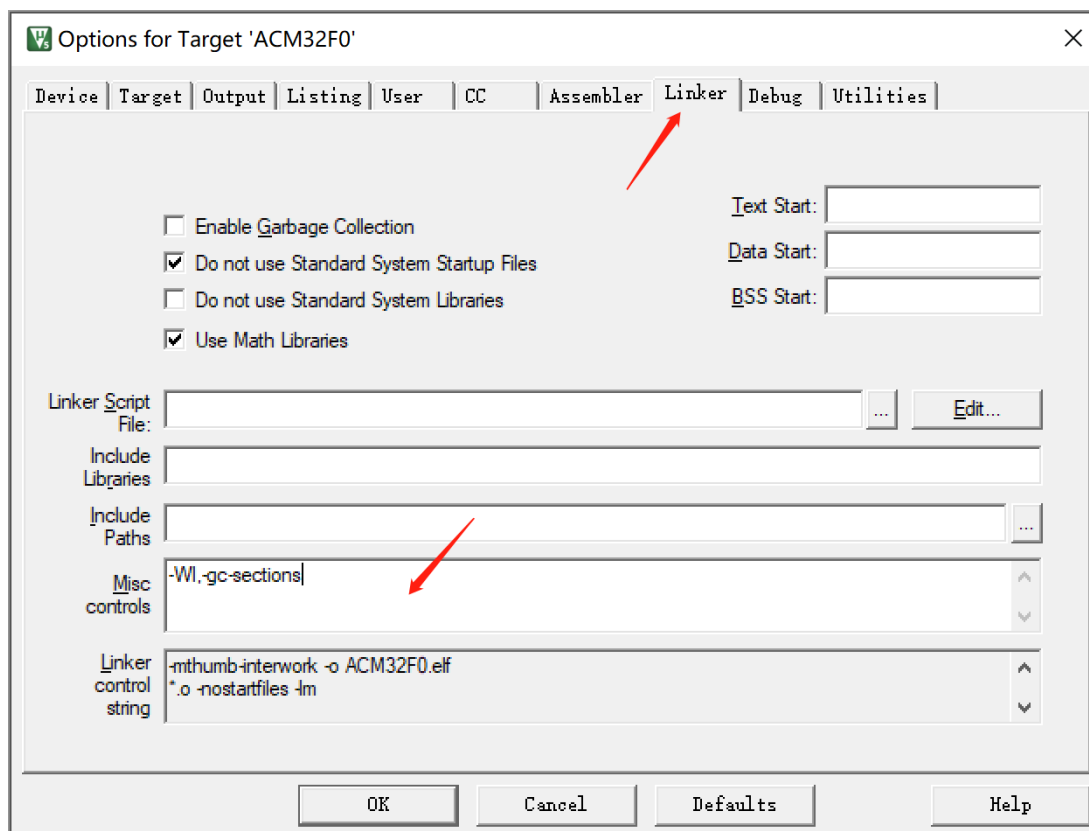 Options for Target 'ACM32F0'
Device Target Output Listing User CC Assembler Linker Debug Utilities
Enable Garbage Collection
Do not use Standard System Startup Files
Do not use Standard System Libraries
Use Math Libraries
Text Start:
Data Start:
BSS Start:
Linker Script
File:
...
Edit...
Include
Libraries
Include
Paths
...
Misc
controls
-Wl,-gc-sections
Linker
control
string
-mthumb-interwork -o ACM32F0.elf
*.o -nostartfiles -lm
OK Cancel Defaults Help